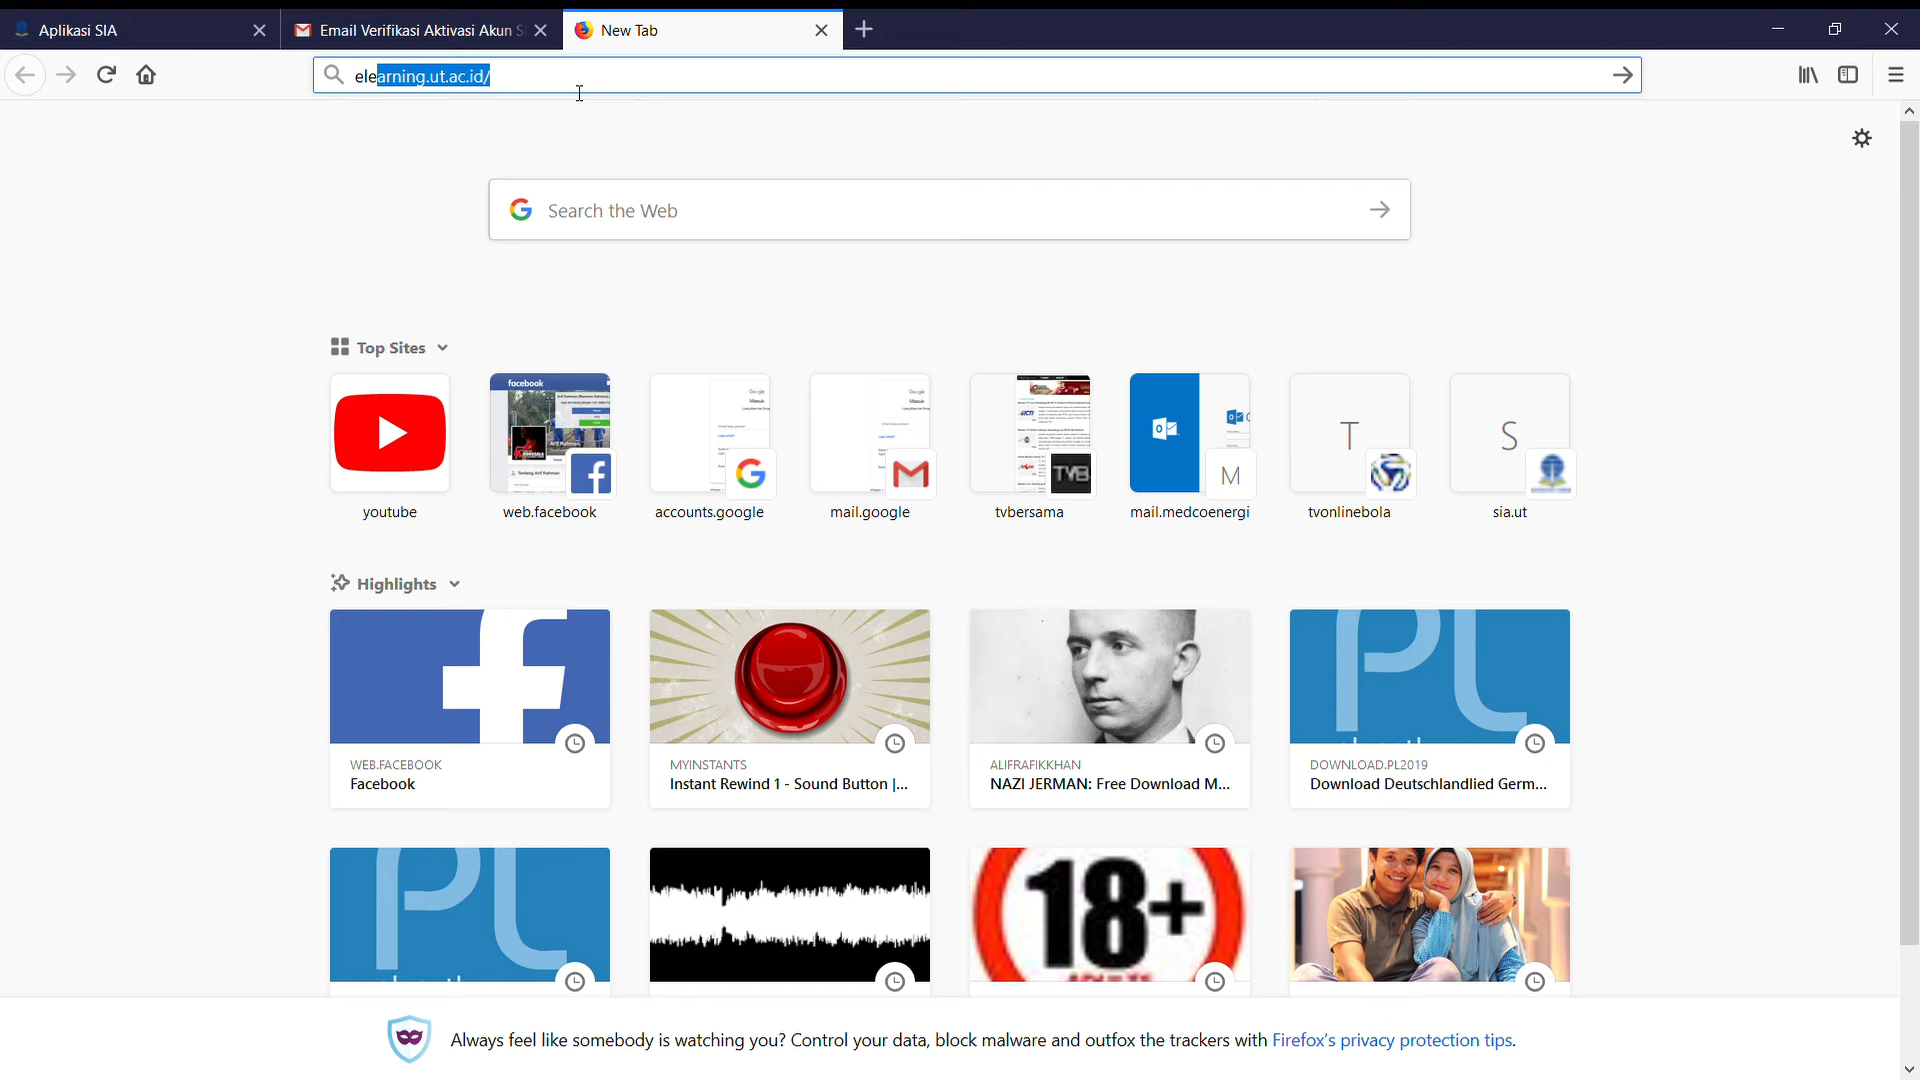 Aplikasi SIA
Email Verifikasi Aktivasi Akun S
New Tab
elearning.ut.ac.id/
Search the Web
Top Sites
T
S
M
TVB
facebook
youtube
web.facebook
accounts.google
mail.google
tvbersama
mail.medcoenergi
tvonlinebola
sia.ut
Highlights
WEB.FACEBOOK
Facebook
MYINSTANTS
Instant Rewind 1 - Sound Button |...
ALIFRAFIKKHAN
NAZI JERMAN: Free Download M...
DOWNLOAD.PL2019
Download Deutschlandlied Germ...
18+
Always feel like somebody is watching you? Control your data, block malware and outfox the trackers with Firefox's privacy protection tips.